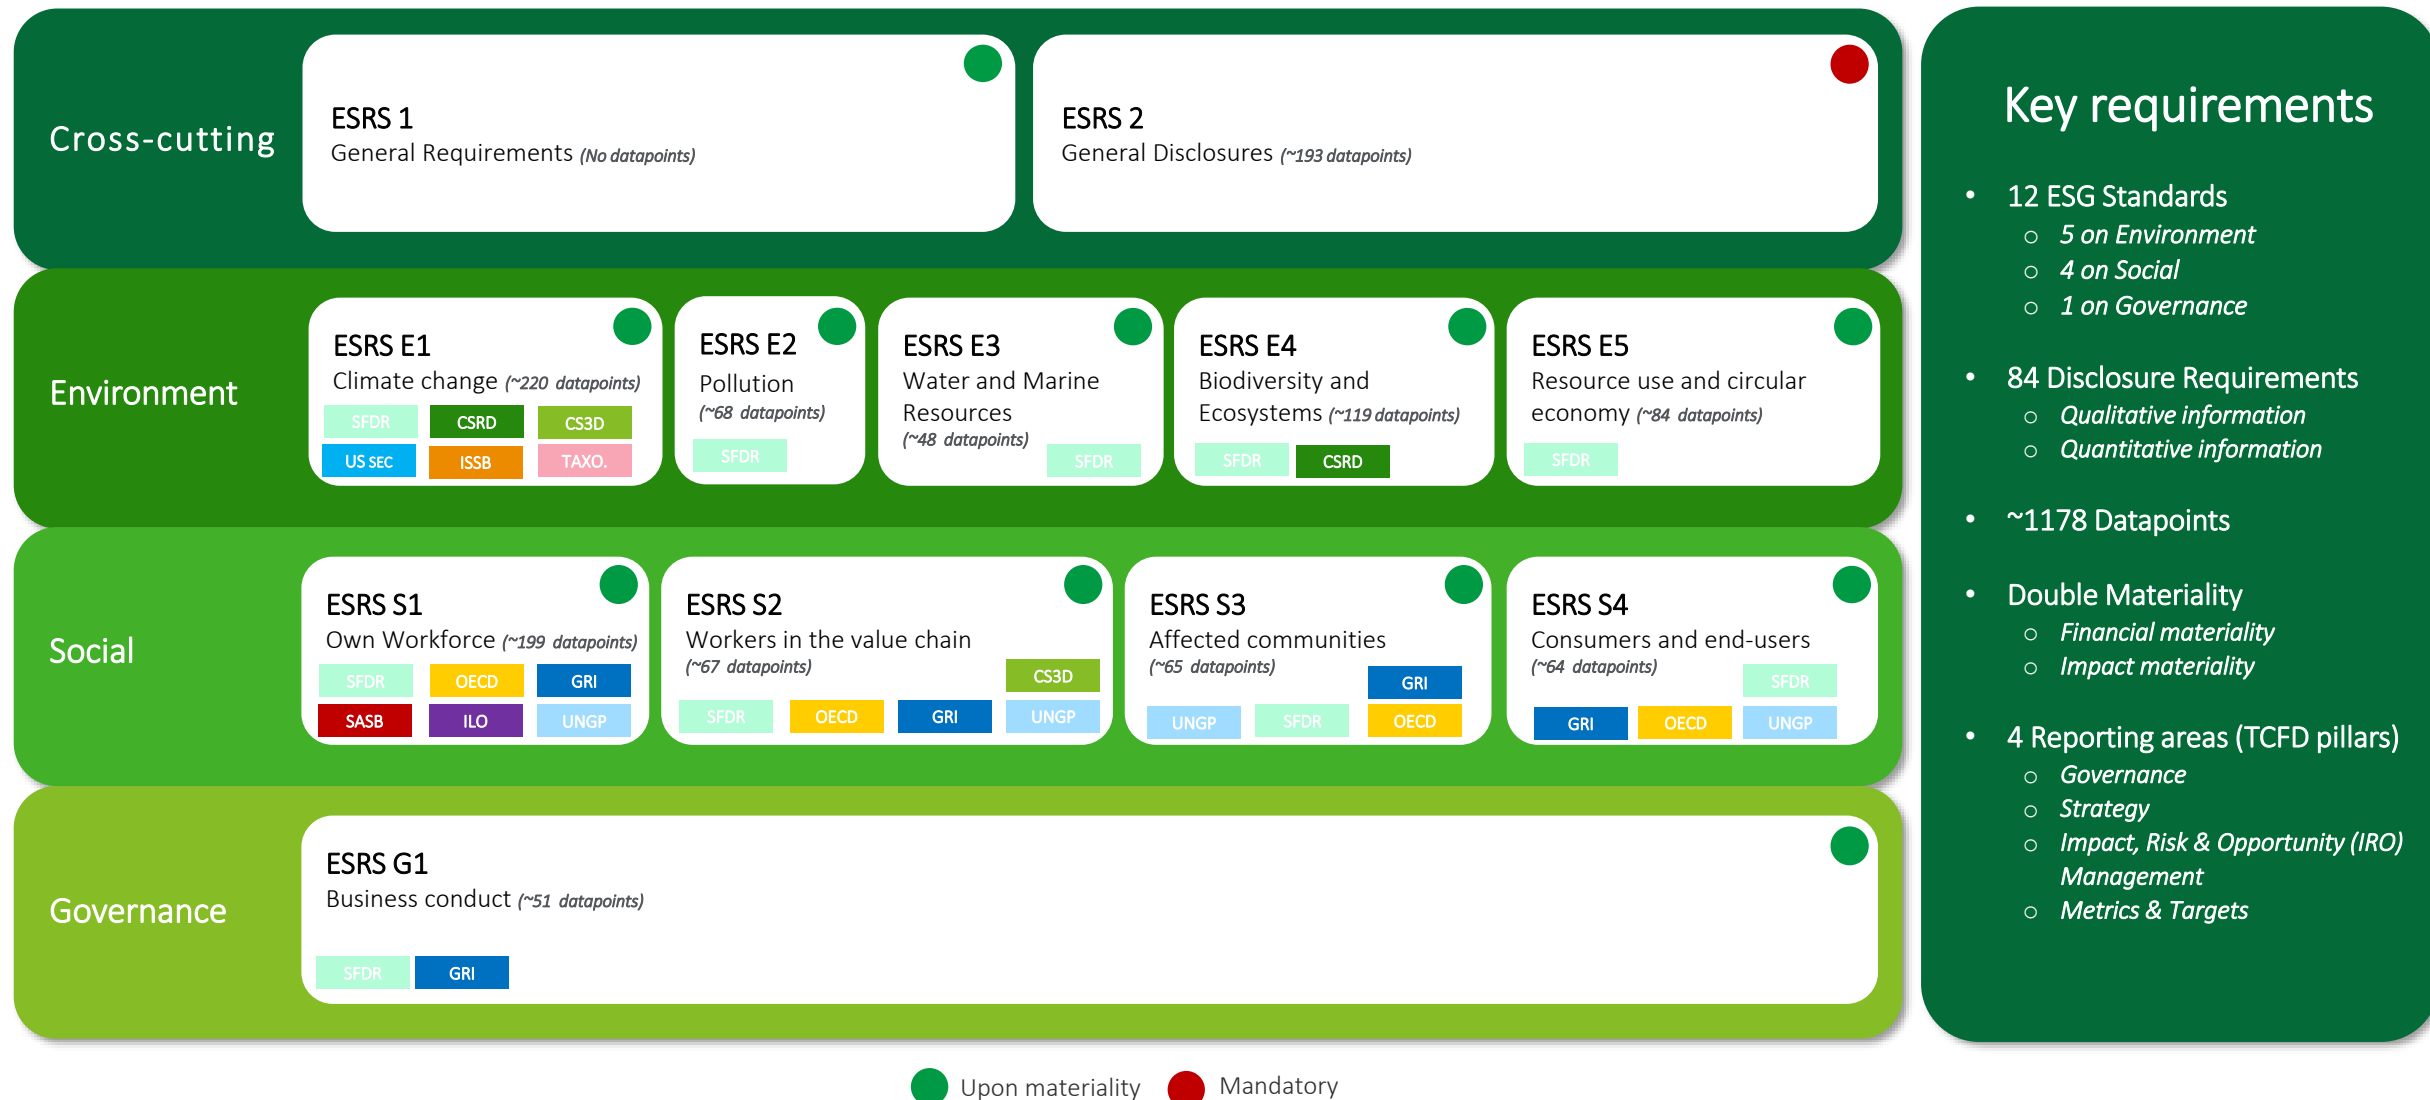 Cross-cutting
ESRS 1
General Requirements (No datapoints)
ESRS 2
General Disclosures (~193 datapoints)
Environment
ESRS E1
Climate change (~220 datapoints)
SFDR CSRD CS3D
US SEC ISSB TAXO.
ESRS E2
Pollution
(~68 datapoints)
SFDR
ESRS E3
Water and Marine
Resources
(~48 datapoints)
SFDR
ESRS E4
Biodiversity and
Ecosystems (~119 datapoints)
SFDR CSRD
ESRS E5
Resource use and circular
economy (~84 datapoints)
SFDR
Social
ESRS S1
Own Workforce (~199 datapoints)
SFDR OECD GRI
SASB ILO UNGP
ESRS S2
Workers in the value chain
(~67 datapoints)
CS3D
SFDR OECD GRI UNGP
ESRS S3
Affected communities
(~65 datapoints)
GRI
UNGP SFDR OECD
ESRS S4
Consumers and end-users
(~64 datapoints)
SFDR
GRI OECD UNGP
Governance
ESRS G1
Business conduct (~51 datapoints)
SFDR GRI
Upon materiality Mandatory
Key requirements
• 12 ESG Standards
o 5 on Environment
o 4 on Social
o 1 on Governance
• 84 Disclosure Requirements
o Qualitative information
o Quantitative information
• ~1178 Datapoints
• Double Materiality
o Financial materiality
o Impact materiality
• 4 Reporting areas (TCFD pillars)
o Governance
o Strategy
o Impact, Risk & Opportunity (IRO)
Management
o Metrics & Targets